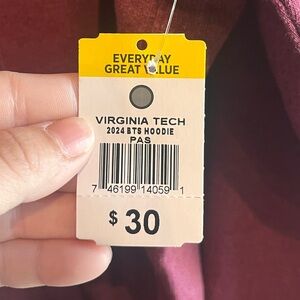 EVERYDAY
GREAT VALUE
VIRGINIA TECH
2024 BTS HOODIE
PAS
7 46199 14059 1
$ 30